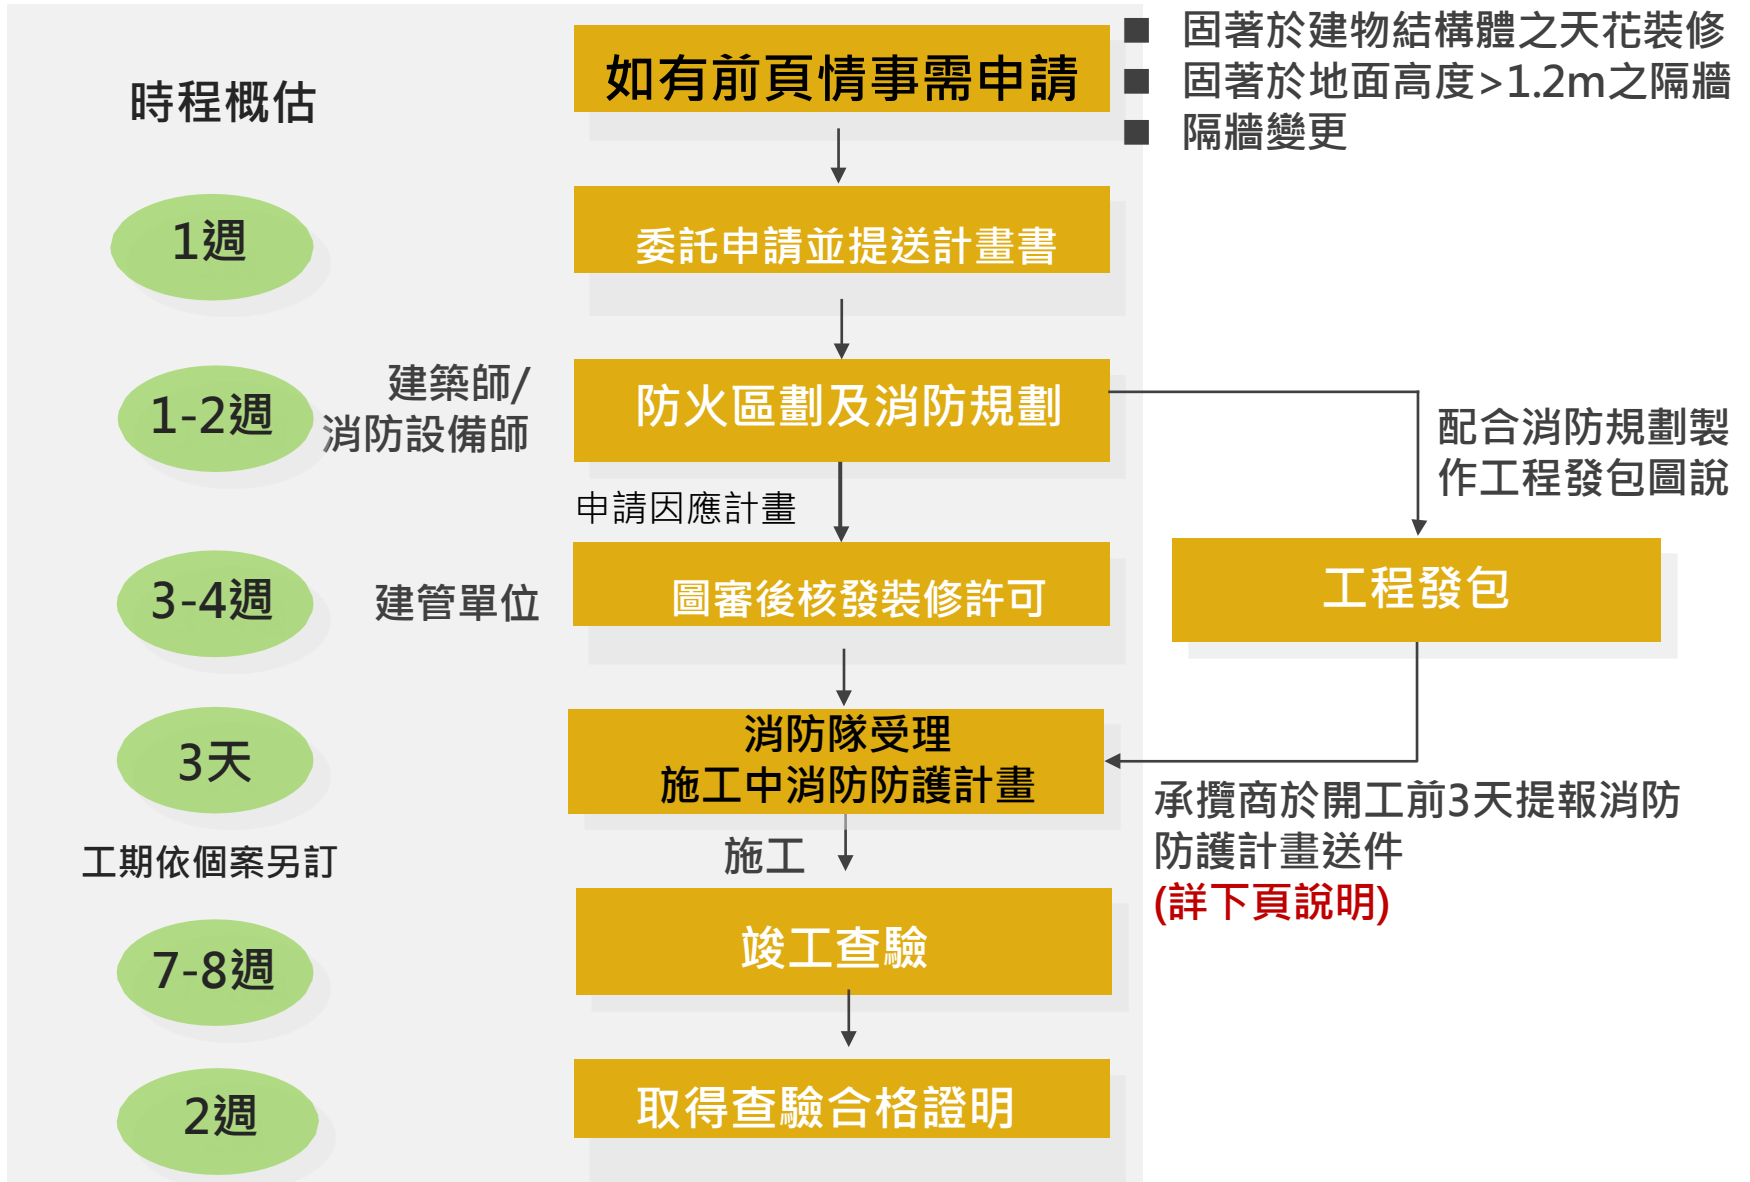 固著於建物結構體之天花裝修
固著於地面高度>1.2m之隔牆
隔牆變更
如有前頁情事需申請
時程概估
1週
委託申請並提送計畫書
1-2週
建築師/
消防設備師
防火區劃及消防規劃
配合消防規劃製
作工程發包圖說
申請因應計畫
3-4週
建管單位
圖審後核發裝修許可
工程發包
3天
消防隊受理
施工中消防防護計畫
承攬商於開工前3天提報消防
防護計畫送件
(詳下頁說明)
工期依個案另訂
施工
7-8週
竣工查驗
2週
取得查驗合格證明